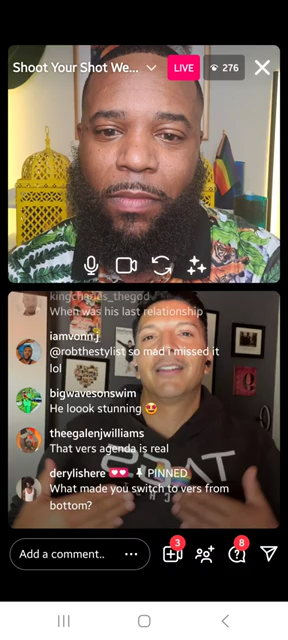 Shoot Your Shot We...
LIVE
276
kingcharles_thegod
When was his last relationship
iamvonn.j
@robthestylist so mad I missed it
lol
bigwavesonswim
He loook stunning 😍
theegalenjwilliams
That vers agenda is real
derylishere 💕 📌 PINNED
What made you switch to vers from
bottom?
Add a comment..
3
8